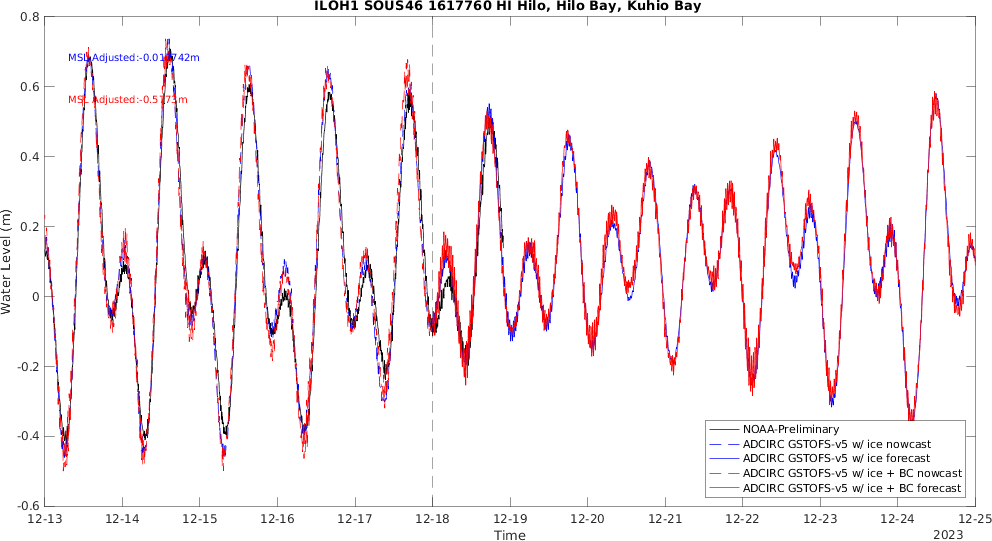 ILOH1 SOUS46 1617760 HI Hilo, Hilo Bay, Kuhio Bay
MSL Adjusted:
MSL Adjusted:
Water Level (m)
0.8
0.6
0.4
0.2
0
-0.2
-0.4
-0.6
NOAA-Preliminary
ADCIRC GSTOFS-v5 w/ ice nowcast
ADCIRC GSTOFS-v5 w/ ice forecast
ADCIRC GSTOFS-v5 w/ ice + BC nowcast
ADCIRC GSTOFS-v5 w/ ice + BC forecast
12-13 12-14 12-15 12-16 12-17 12-18 12-19 12-20 12-21 12-22 12-23 12-24 12-25
Time
2023